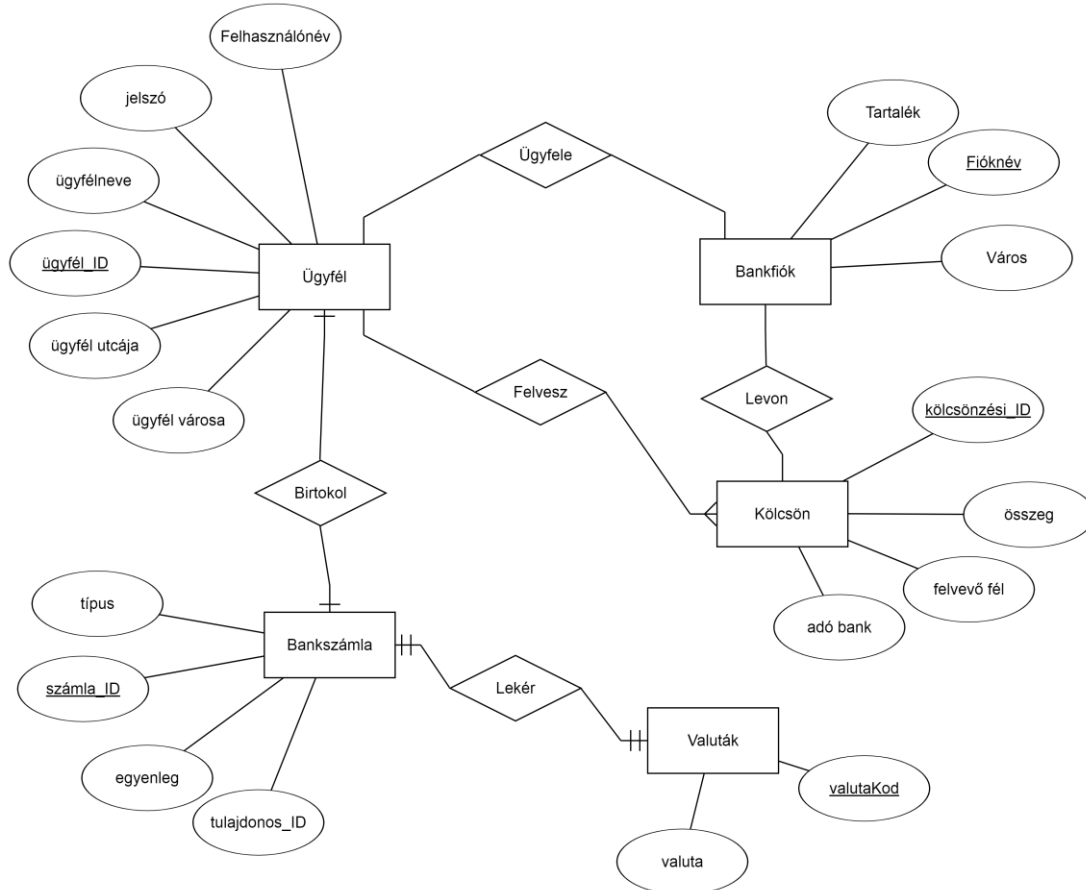 Felhasználónév
jelszó
Tartalék
Ügyfele
Fióknév
ügyfélneve
Város
ügyfél_ID
Ügyfél
Bankfiók
ügyfél utcája
Felvesz
Levon
kölcsönzési_ID
ügyfél városa
Birtokol
Kölcsön
összeg
felvevő fél
típus
adó bank
Bankszámla
Lekér
számla_ID
Valuták
egyenleg
valutaKod
tulajdonos_ID
valuta